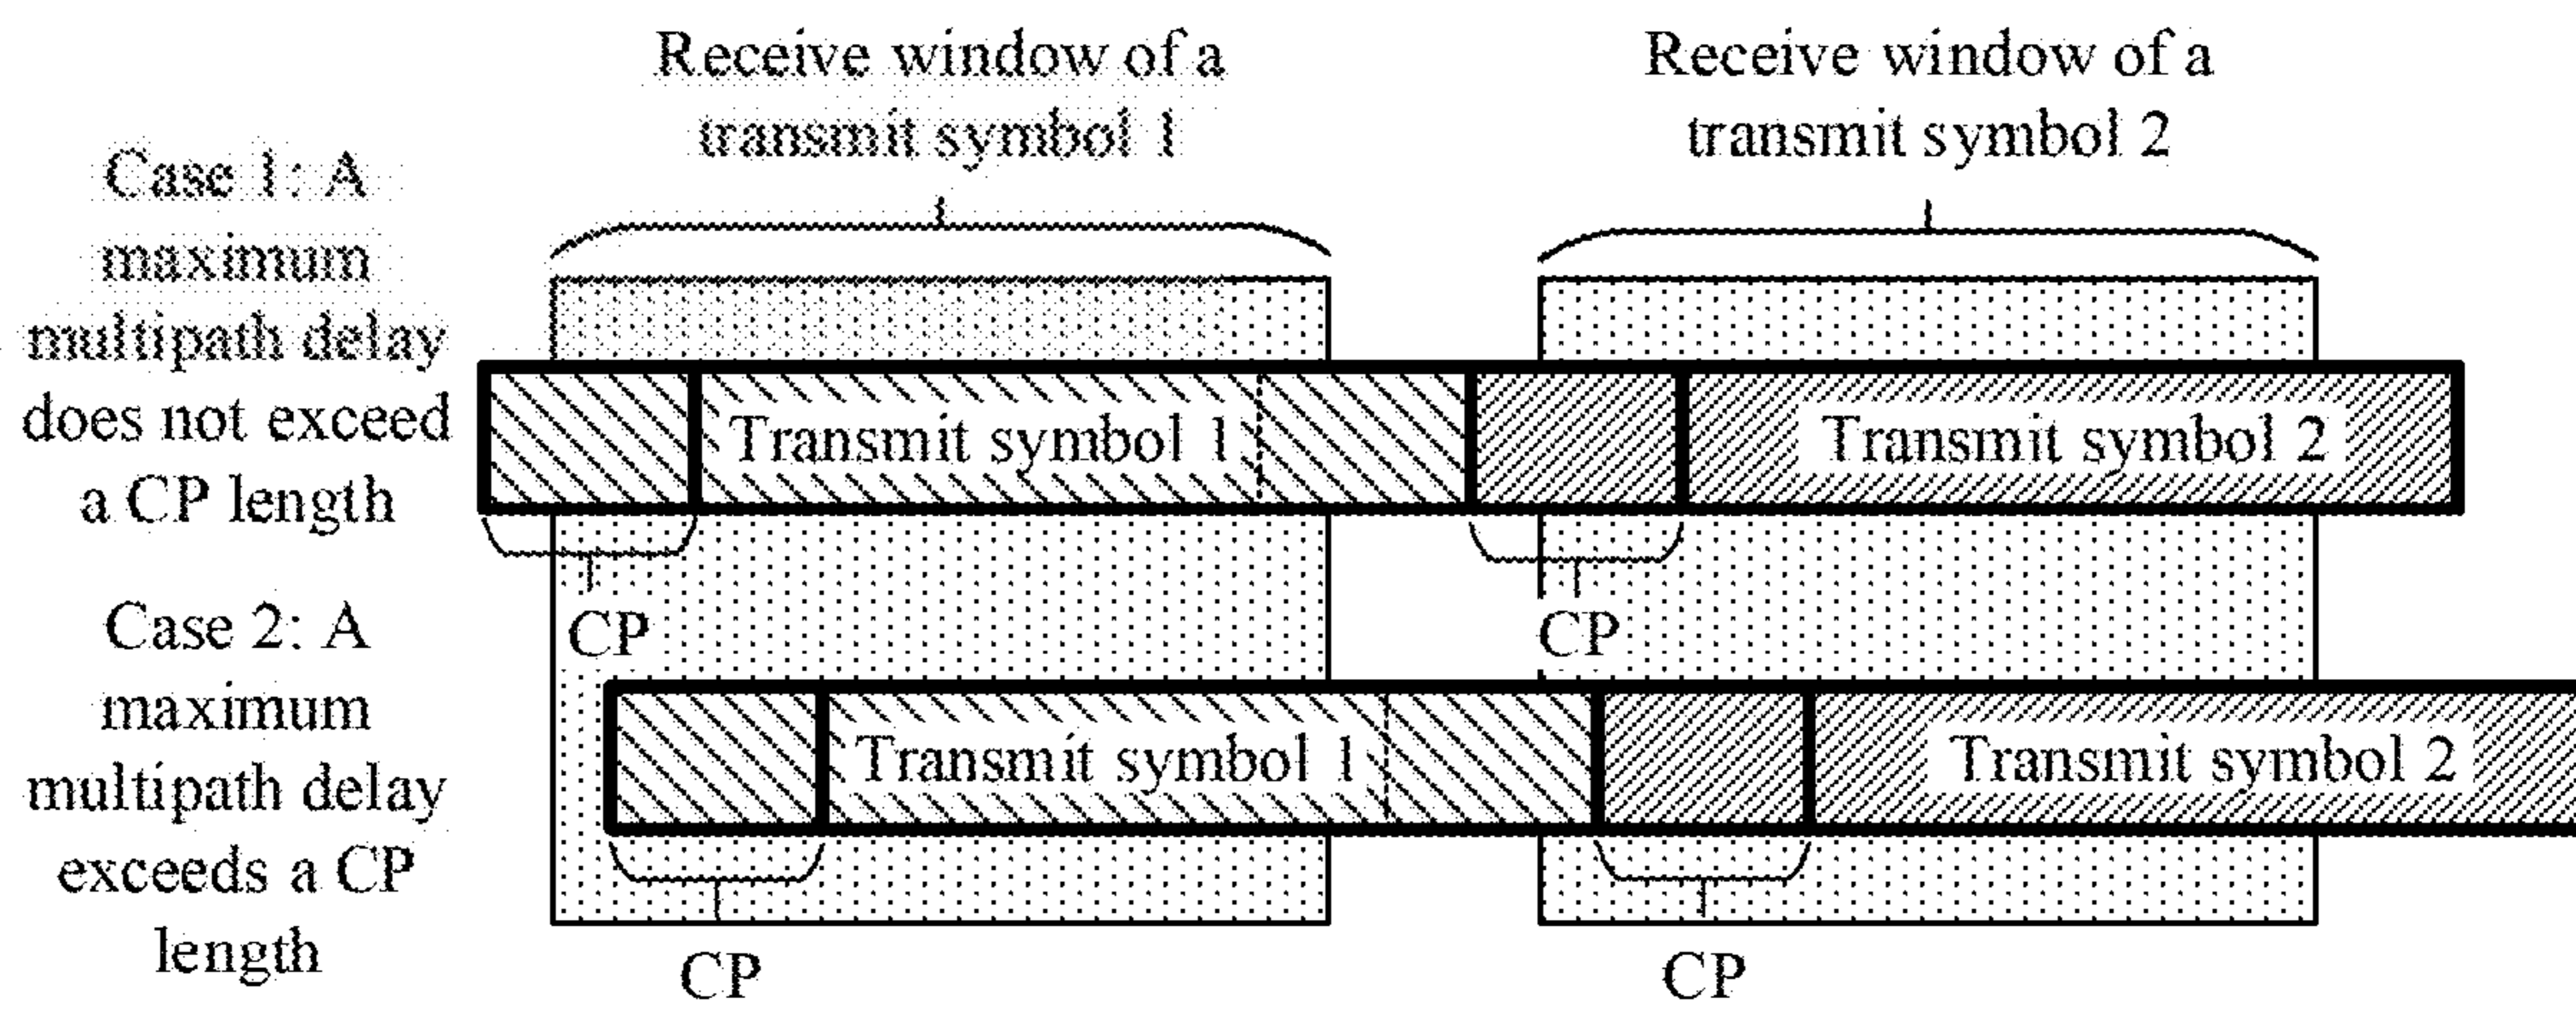 Receive window of a
transmit symbol 1
Receive window of a
transmit symbol 2
Case 1: A
maximum
multipath delay
does not exceed
a CP length
Transmit symbol 1
Transmit symbol 2
CP
CP
Case 2: A
maximum
multipath delay
exceeds a CP
length
Transmit symbol 1
Transmit symbol 2
CP
CP